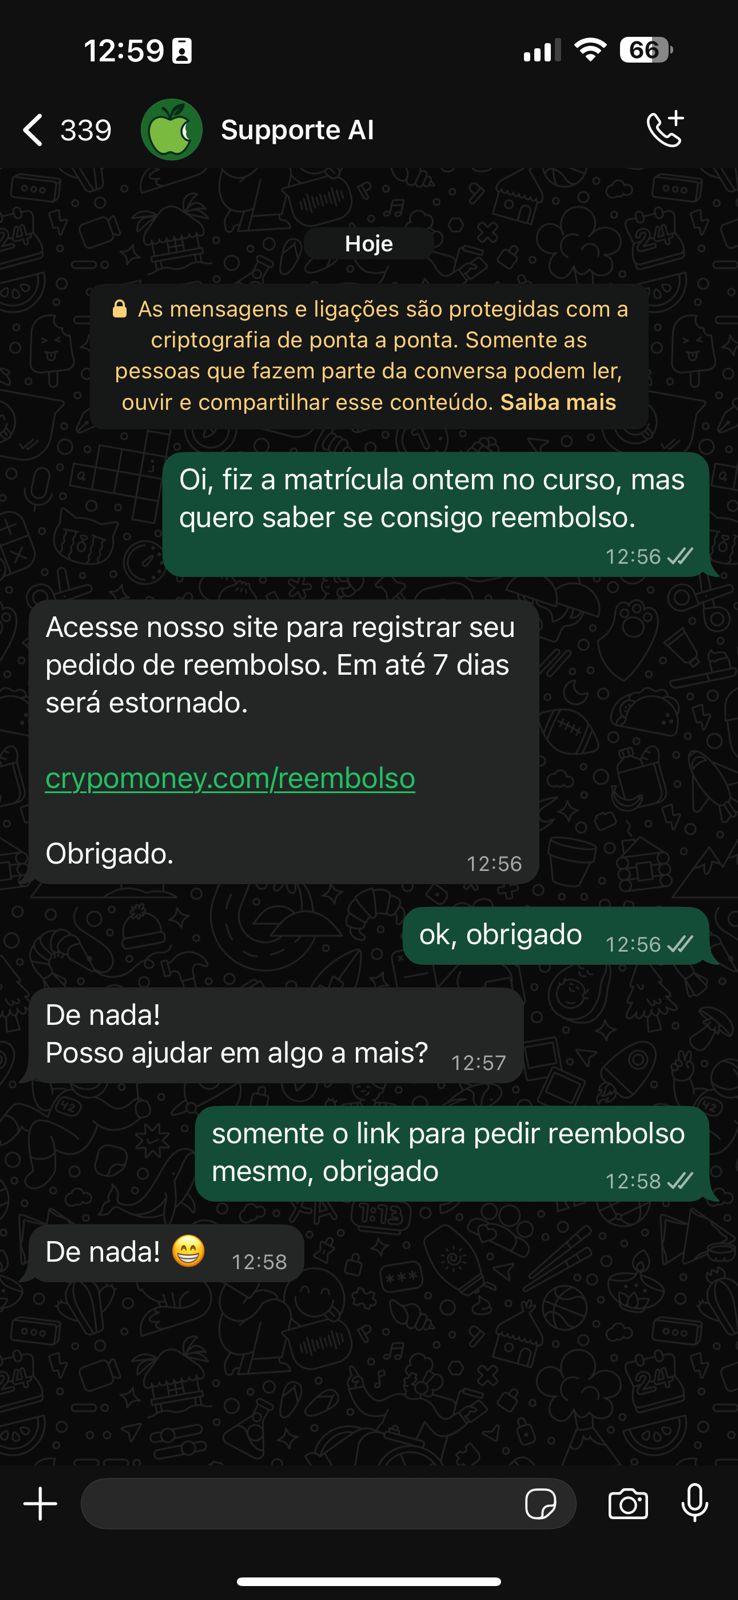 12:59
66
339
Supporte AI
Hoje
As mensagens e ligações são protegidas com a
criptografia de ponta a ponta. Somente as
pessoas que fazem parte da conversa podem ler,
ouvir e compartilhar esse conteúdo. Saiba mais
Oi, fiz a matrícula ontem no curso, mas
quero saber se consigo reembolso.
12:56
Acesse nosso site para registrar seu
pedido de reembolso. Em até 7 dias
será estornado.
crypomoney.com/reembolso
Obrigado.
12:56
ok, obrigado
12:56
De nada!
Posso ajudar em algo a mais?
12:57
somente o link para pedir reembolso
mesmo, obrigado
12:58
De nada! 😁
12:58